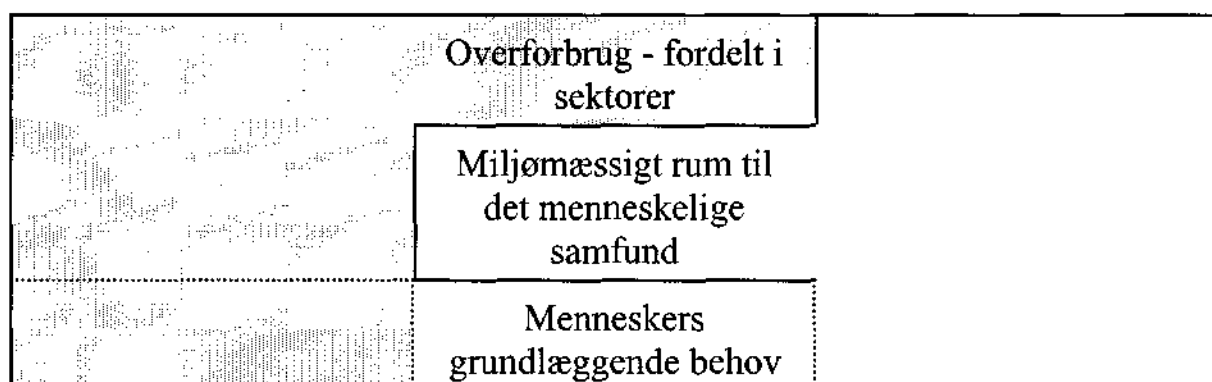 Overforbrug - fordelt i
sektorer
Miljømæssigt rum til
det menneskelige
samfund
Menneskers
grundlæggende behov